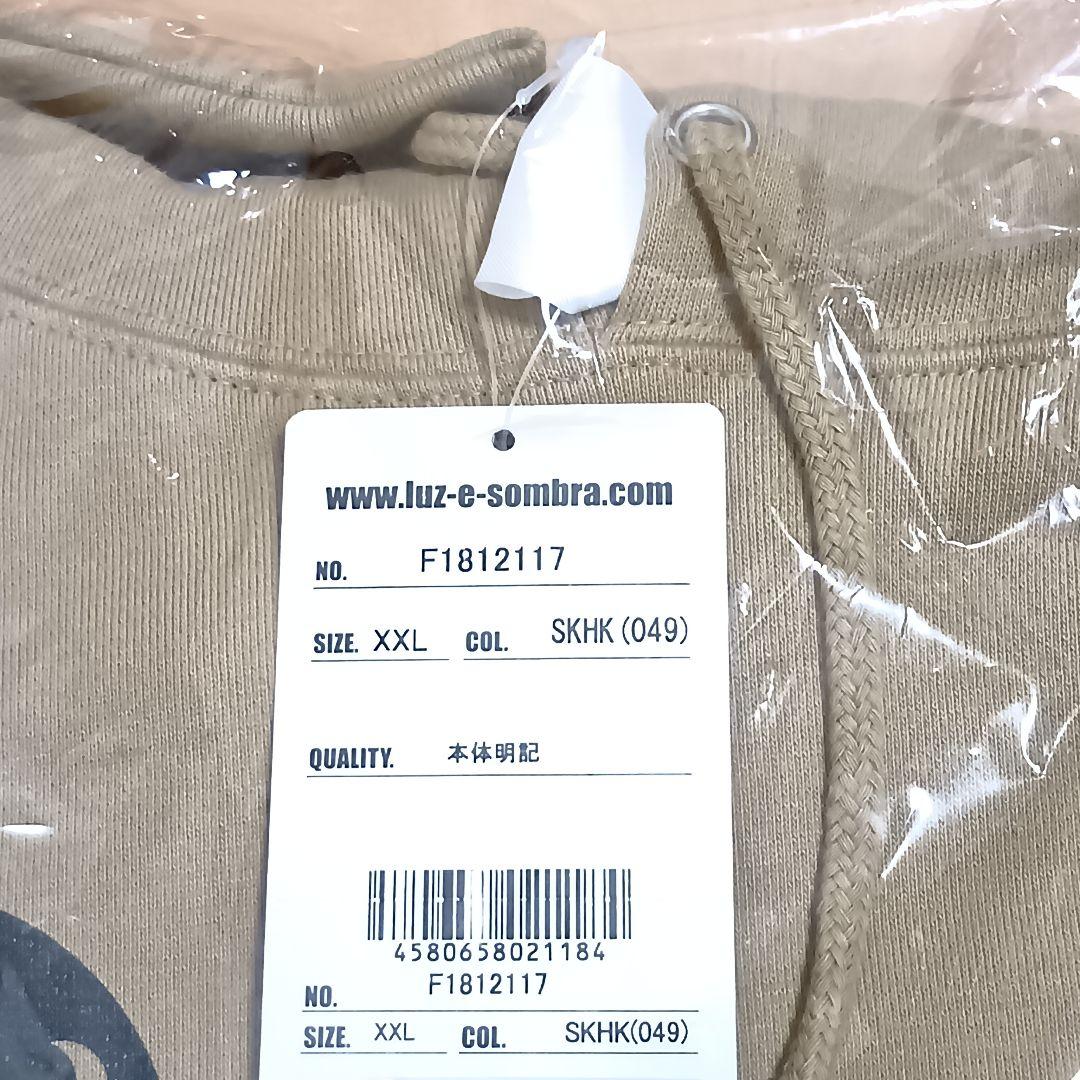 www.luz-e-sombra.com
NO. F1812117
SIZE. XXL COL. SKHK (049)
QUALITY. 本体明記
4580658021184
NO. F1812117
SIZE. XXL COL. SKHK(049)